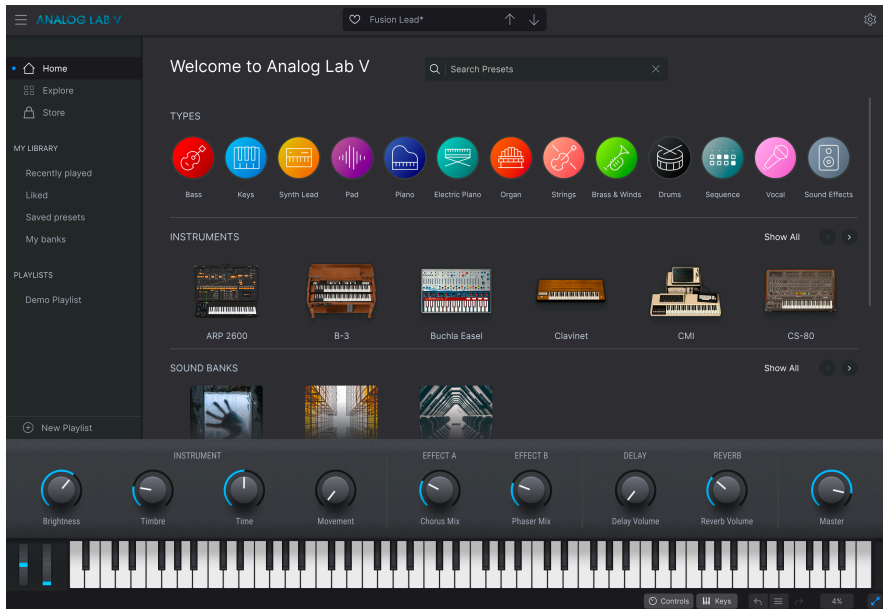 ANALOG LAB V
Fusion Lead*
Home
Explore
Store
MY LIBRARY
Recently played
Liked
Saved presets
My banks
PLAYLISTS
Demo Playlist
New Playlist
Welcome to Analog Lab V
Search Presets
TYPES
Bass Keys Synth Lead Pad Piano Electric Piano Organ Strings Brass & Winds Drums Sequence Vocal Sound Effects
INSTRUMENTS Show All
ARP 2600 B-3 Buchla Easel Clavinet CMI CS-80
SOUND BANKS Show All
INSTRUMENT EFFECT A EFFECT B DELAY REVERB
Brightness Timbre Time Movement Chorus Mix Phaser Mix Delay Volume Reverb Volume Master
Controls Keys 4%